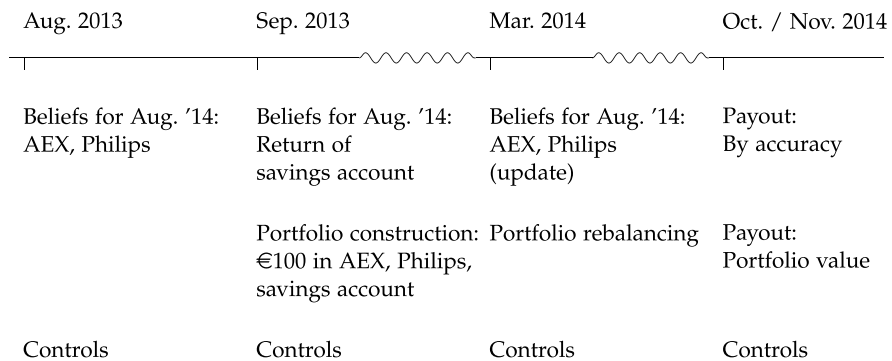 Aug. 2013
Sep. 2013
Mar. 2014
Oct. / Nov. 2014
Beliefs for Aug. ’14:
AEX, Philips
Beliefs for Aug. ’14:
Return of
savings account
Beliefs for Aug. ’14:
AEX, Philips
(update)
Payout:
By accuracy
Portfolio construction:
€100 in AEX, Philips,
savings account
Portfolio rebalancing
Payout:
Portfolio value
Controls
Controls
Controls
Controls